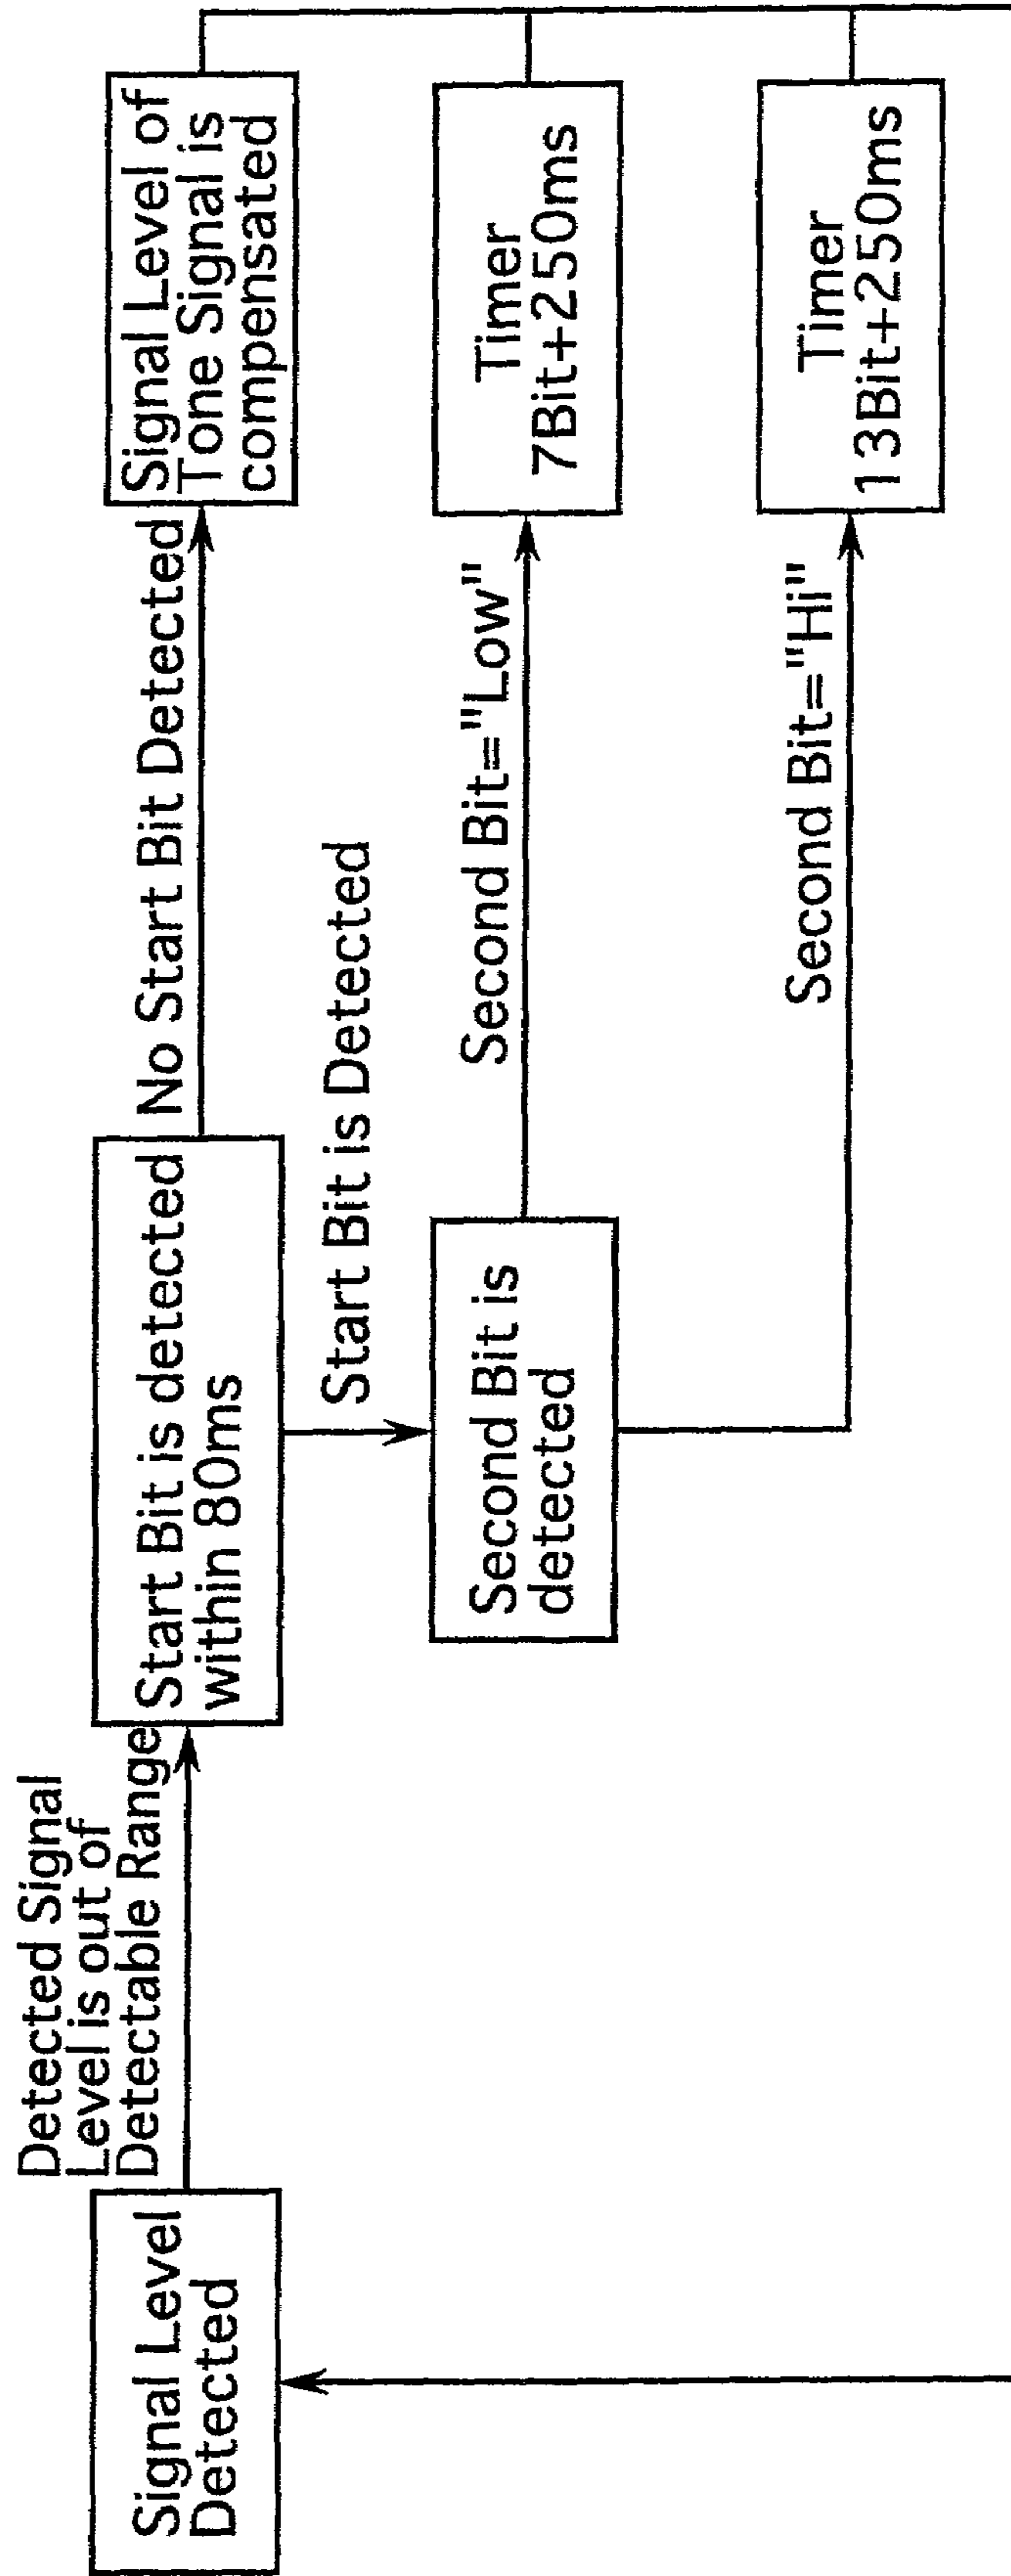 Signal Level
Detected
Detected Signal
Level is out of
Detectable Range
Start Bit is detected
within 80ms
No Start Bit Detected
Signal Level of
Tone Signal is
compensated
Start Bit is Detected
Second Bit is
detected
Second Bit="Low"
Timer
7Bit+250ms
Second Bit="Hi"
Timer
13Bit+250ms